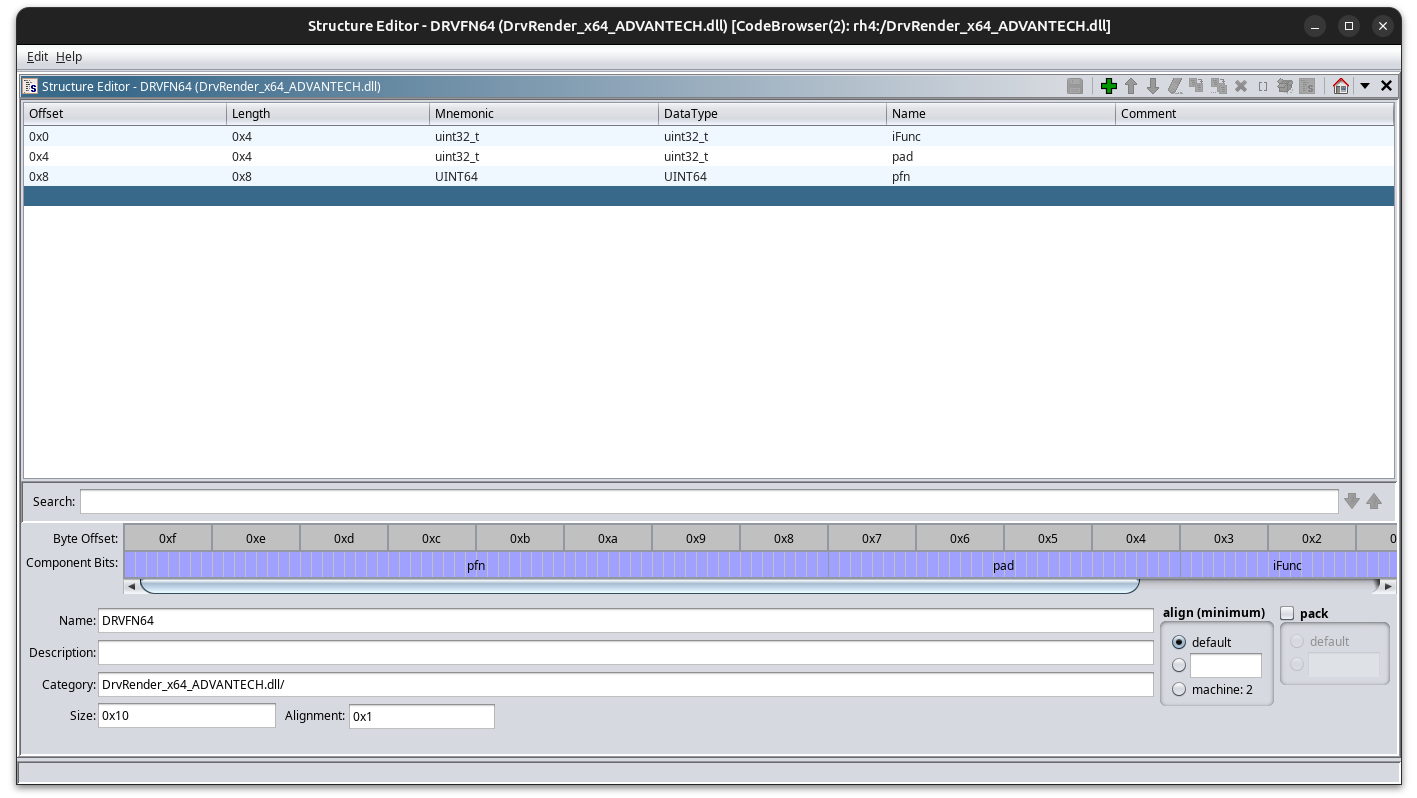 Structure Editor - DRVFN64 (DrvRender_x64_ADVANTECH.dll) [CodeBrowser(2): rh4:/DrvRender_x64_ADVANTECH.dll]
Edit Help
Structure Editor - DRVFN64 (DrvRender_x64_ADVANTECH.dll)
Offset Length Mnemonic DataType Name Comment
0x0 0x4 uint32_t uint32_t iFunc
0x4 0x4 uint32_t uint32_t pad
0x8 0x8 UINT64 UINT64 pfn
Search:
Byte Offset: 0xf 0xe 0xd 0xc 0xb 0xa 0x9 0x8 0x7 0x6 0x5 0x4 0x3 0x2 0
Component Bits: pfn pad iFunc
Name: DRVFN64
align (minimum) pack
Description:
default default
Category: DrvRender_x64_ADVANTECH.dll/
machine: 2
Size: 0x10 Alignment: 0x1